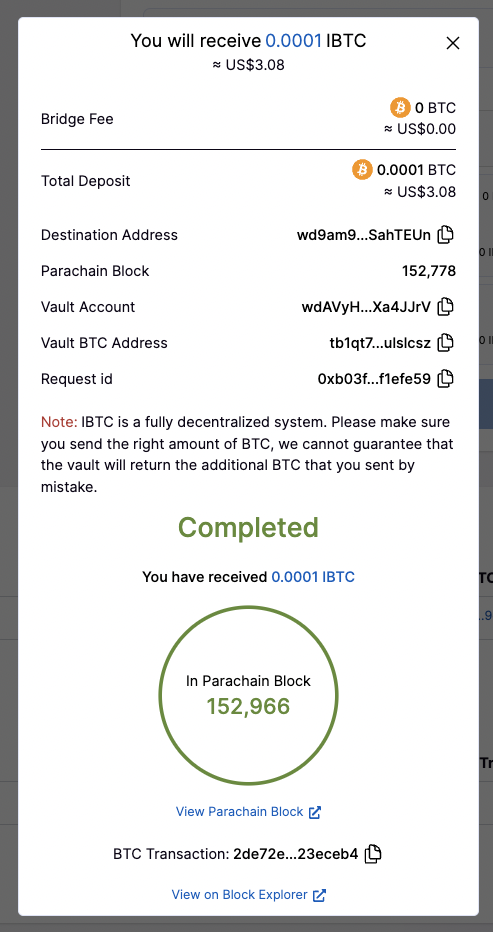 You will receive 0.0001 IBTC
≈ US$3.08
Bridge Fee
0 BTC
≈ US$0.00
Total Deposit
0.0001 BTC
≈ US$3.08
Destination Address wd9am9...SahTEUn
Parachain Block 152,778
Vault Account wdAVyH...Xa4JJrV
Vault BTC Address tb1qt7...ulslcsz
Request id 0xb03f...f1efe59
Note: IBTC is a fully decentralized system. Please make sure
you send the right amount of BTC, we cannot guarantee that
the vault will return the additional BTC that you sent by
mistake.
Completed
You have received 0.0001 IBTC
In Parachain Block
152,966
View Parachain Block
BTC Transaction: 2de72e...23eceb4
View on Block Explorer